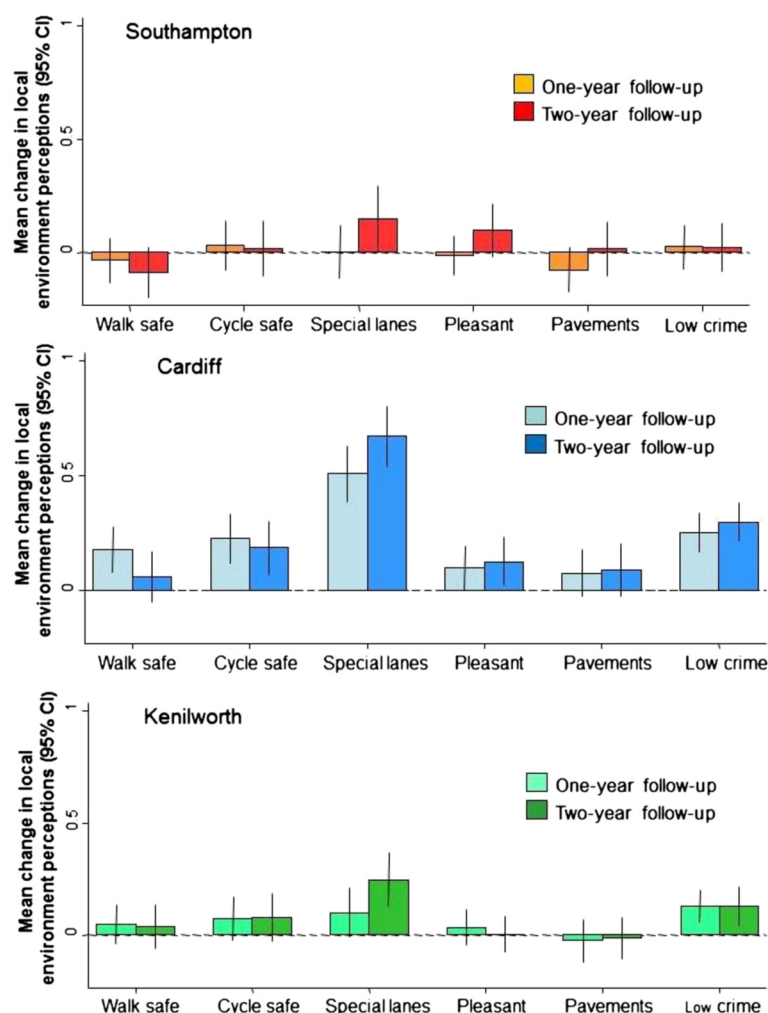 Southampton
Mean change in local
environment perceptions (95% CI)
1
0.5
0
One-year follow-up
Two-year follow-up
Walk safe Cycle safe Special lanes Pleasant Pavements Low crime
Cardiff
Mean change in local
environment perceptions (95% CI)
1
0.5
0
One-year follow-up
Two-year follow-up
Walk safe Cycle safe Special lanes Pleasant Pavements Low crime
Kenilworth
Mean change in local
environment perceptions (95% CI)
1
0.5
0
One-year follow-up
Two-year follow-up
Walk safe Cycle safe Special lanes Pleasant Pavements Low crime